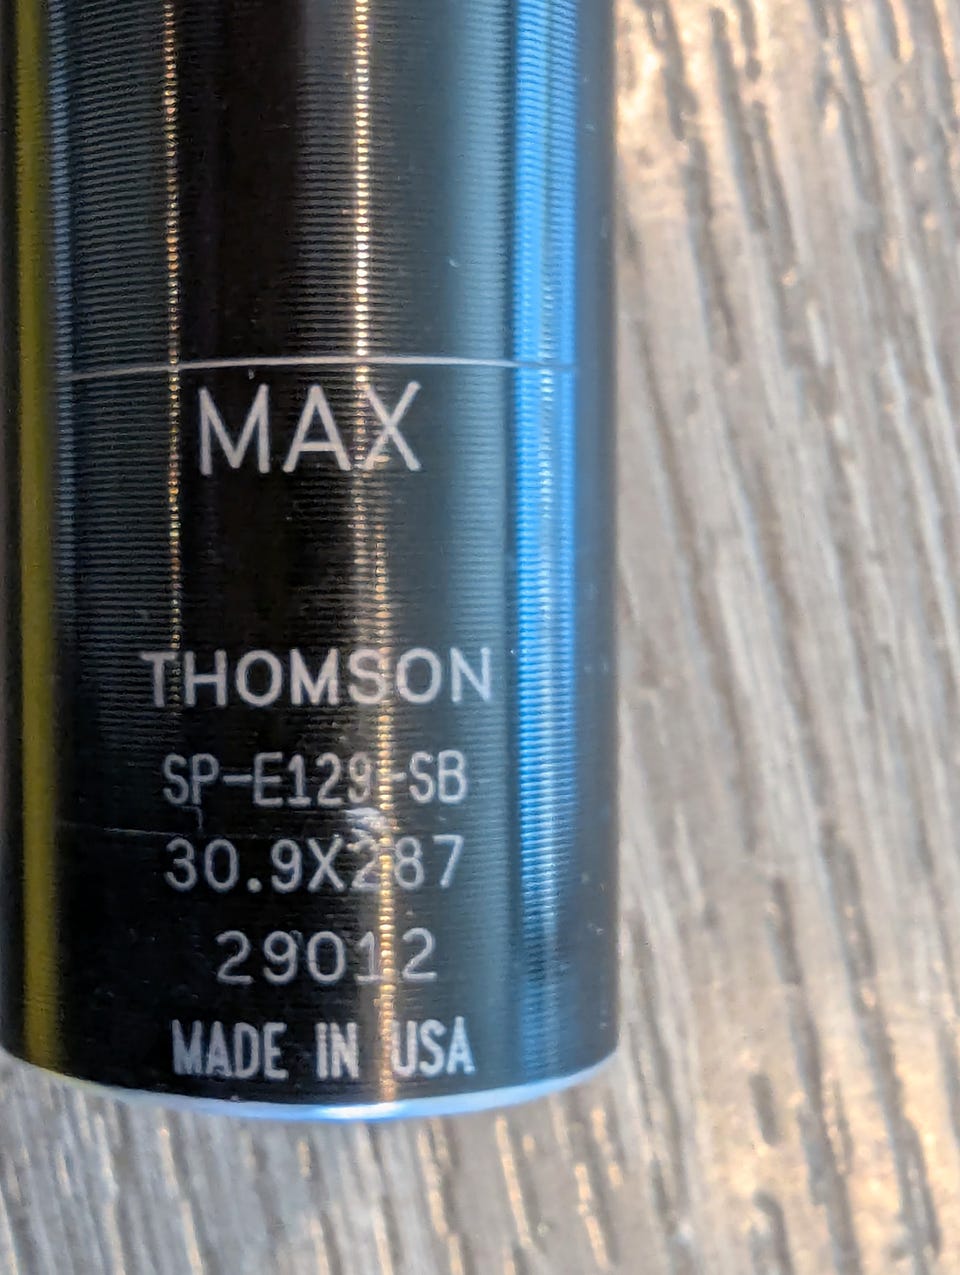 MAX
THOMSON
SP-E129-SB
30.9X287
29012
MADE IN USA